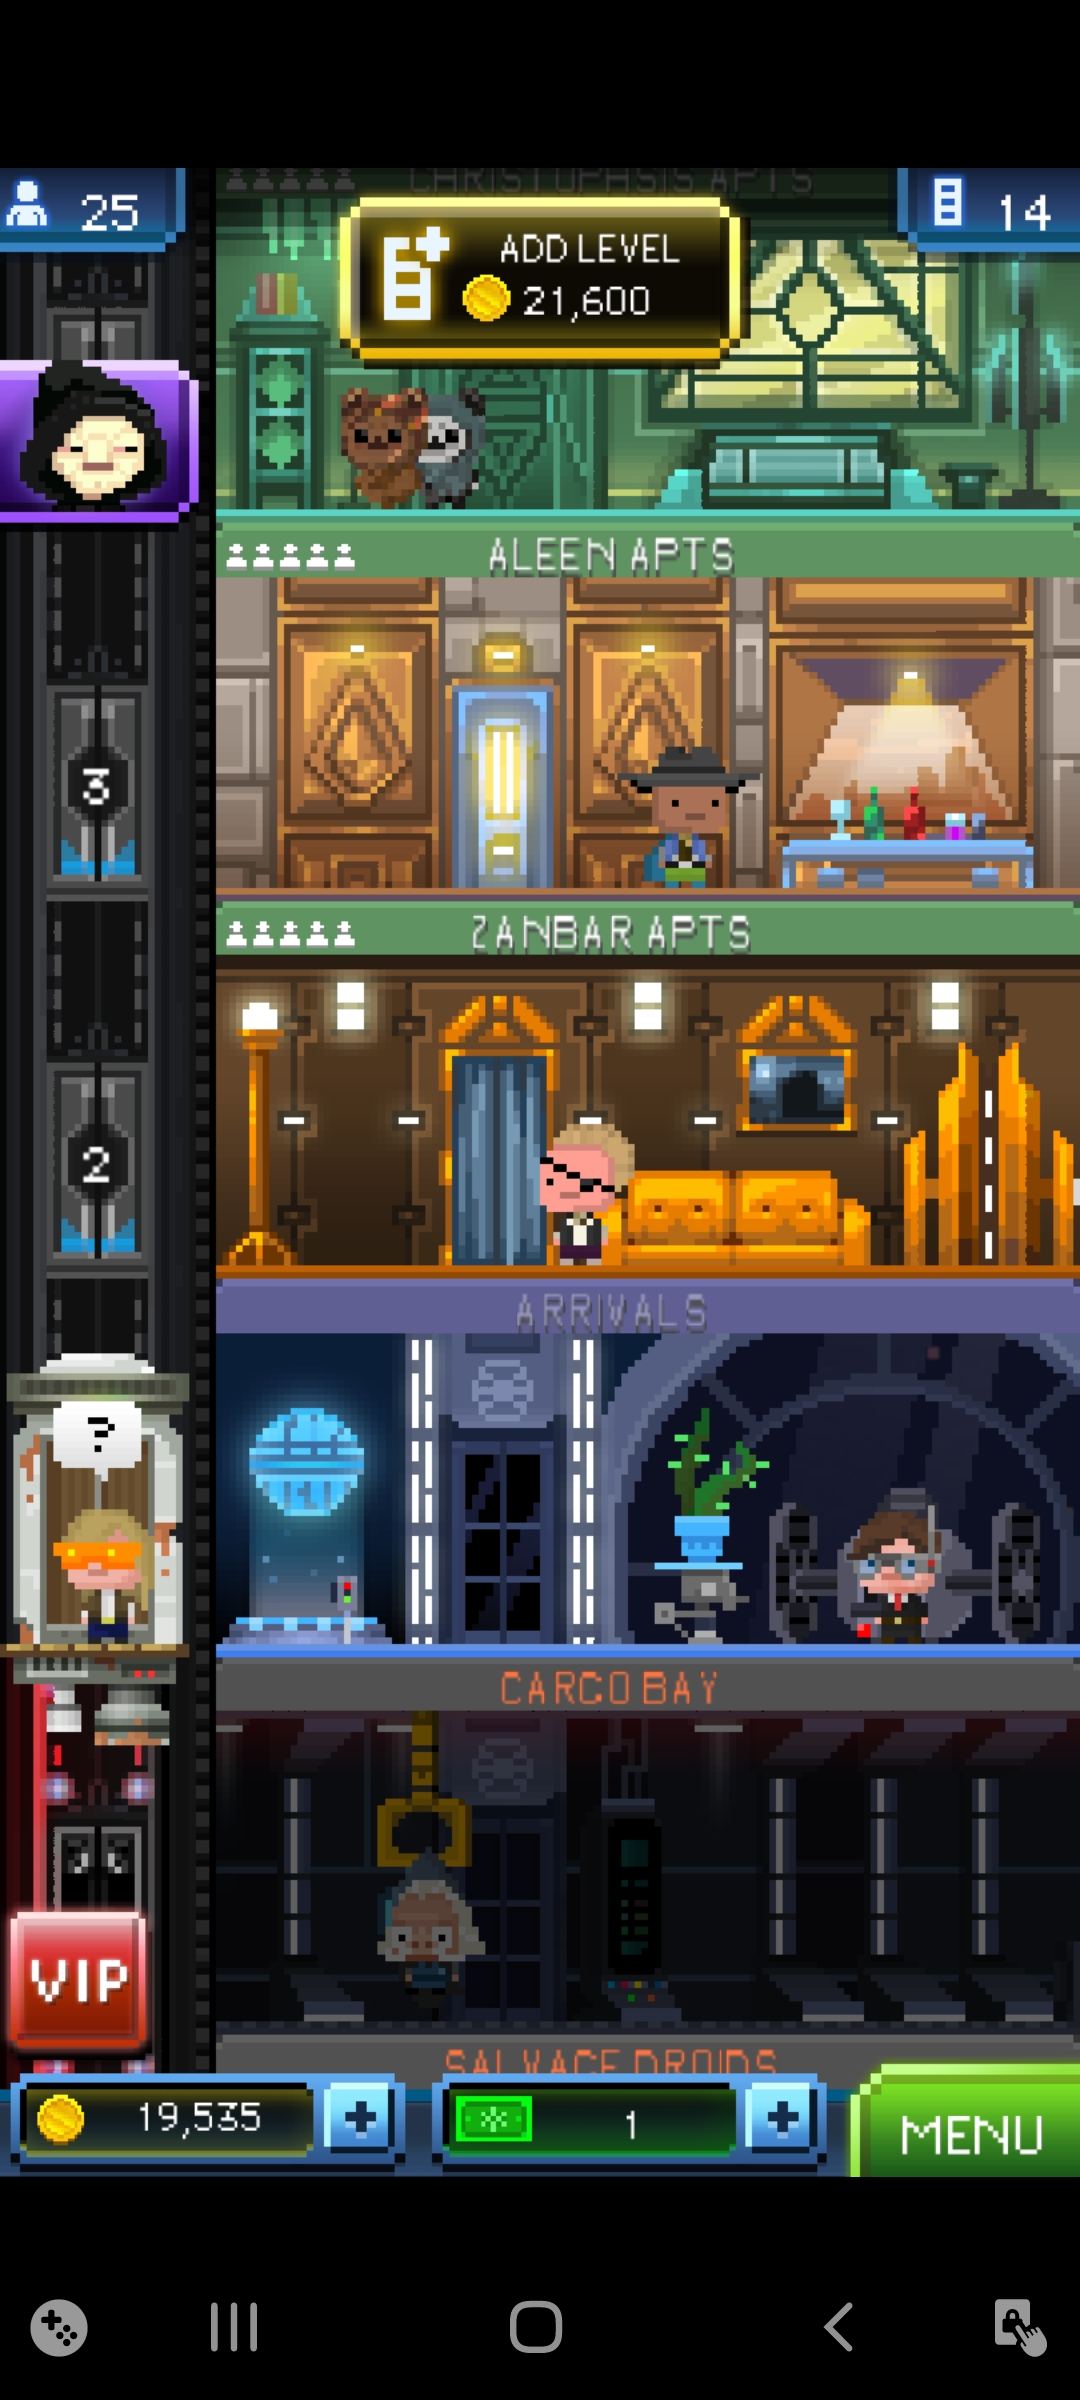 25
CHRISTOPHSIS APTS
14
ADD LEVEL
21,600
ALEEN APTS
3
ZANBAR APTS
2
ARRIVALS
?
CARGO BAY
VIP
SALVAGE DROIDS
19,535
1
MENU